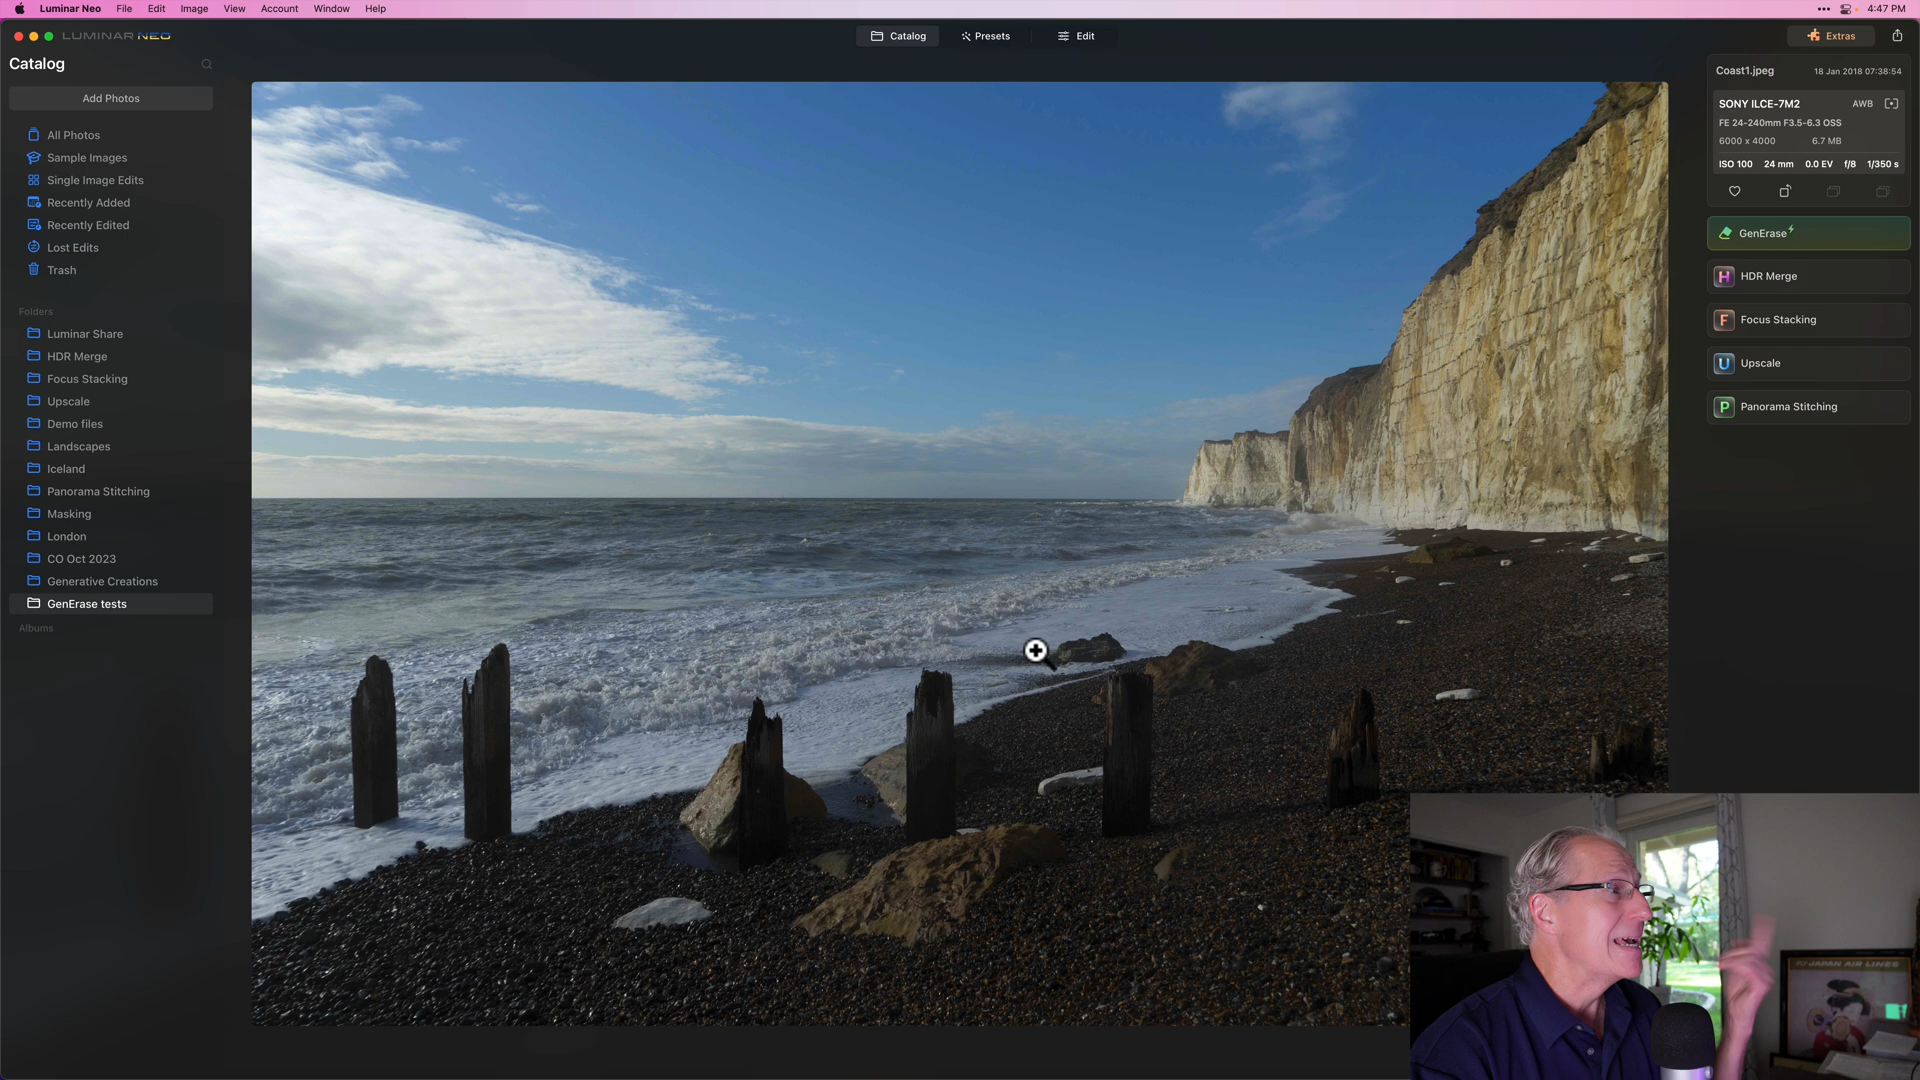 Luminar Neo File Edit Image View Account Window Help
4:47 PM
LUMINAR NEO
Catalog Presets Edit
Extras
Catalog
Add Photos
All Photos
Sample Images
Single Image Edits
Recently Added
Recently Edited
Lost Edits
Trash
Folders
Luminar Share
HDR Merge
Focus Stacking
Upscale
Demo files
Landscapes
Iceland
Panorama Stitching
Masking
London
CO Oct 2023
Generative Creations
GenErase tests
Albums
Coast1.jpeg 18 Jan 2018 07:38:54
SONY ILCE-7M2 AWB
FE 24-240mm F3.5-6.3 OSS
6000 x 4000 6.7 MB
ISO 100 24 mm 0.0 EV f/8 1/350 s
GenErase
H HDR Merge
F Focus Stacking
U Upscale
P Panorama Stitching
JAPAN AIR LINES